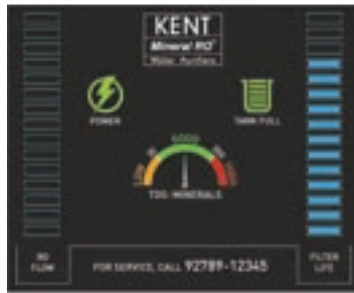 KENT
Mineral RO
Water Purifiers
POWER
TANK FULL
LOW
GOOD
TDS-MINERALS
RO
FLOW
FOR SERVICE, CALL 92789-12345
FILTER
LIFE